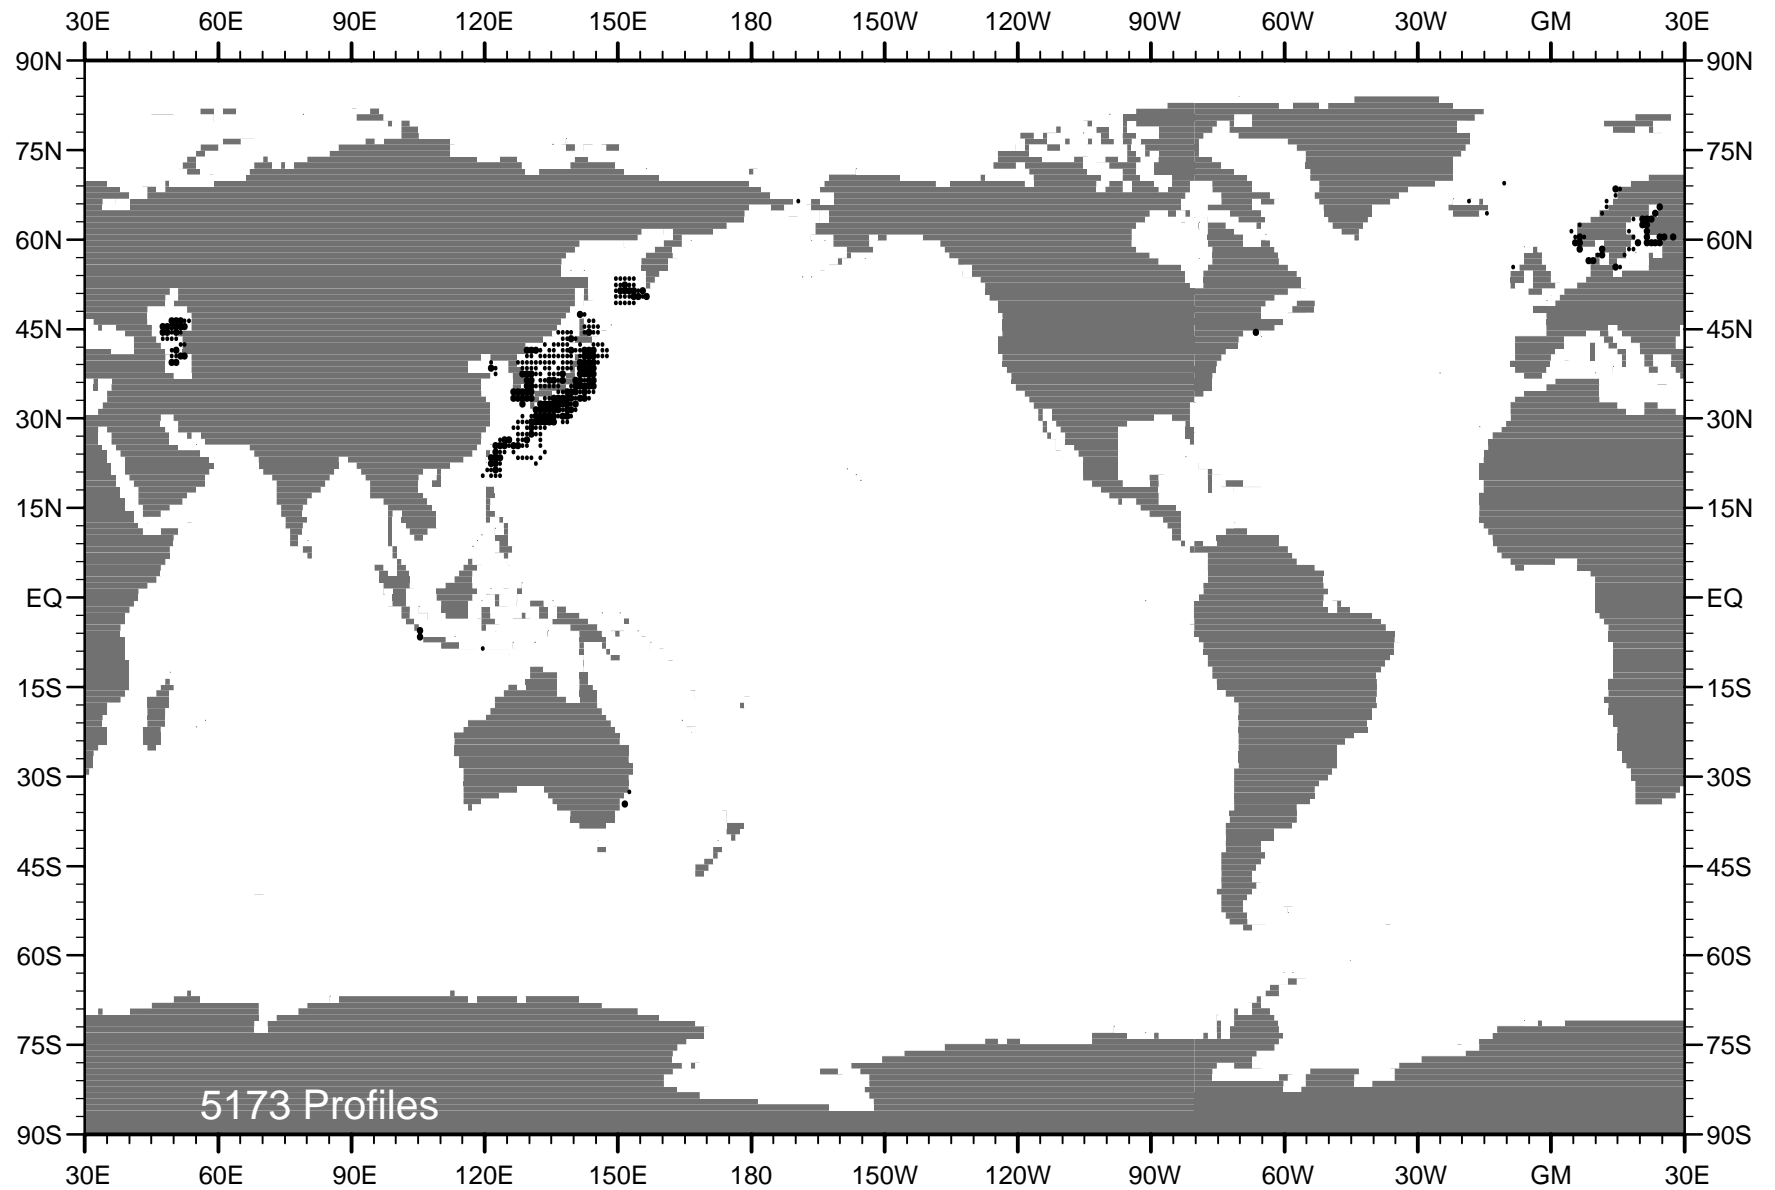 30E 60E 90E 120E 150E 180 150W 120W 90W 60W 30W GM 30E
90N 90N
75N 75N
60N 60N
45N 45N
30N 30N
15N 15N
EQ EQ
15S 15S
30S 30S
45S 45S
60S 60S
75S 75S
5173 Profiles
90S 90S
30E 60E 90E 120E 150E 180 150W 120W 90W 60W 30W GM 30E